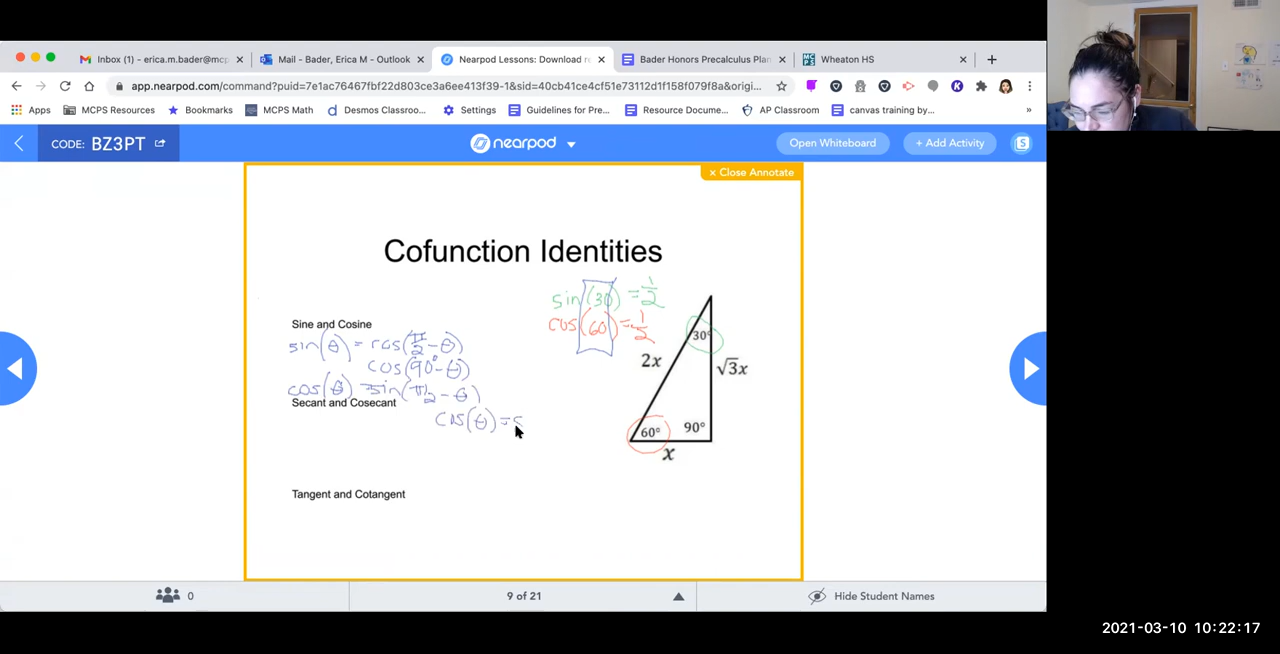 Inbox (1) - erica.m.bader@mcp
Mail - Bader, Erica M - Outlook
Nearpod Lessons: Download r
Bader Honors Precalculus Plan
Wheaton HS
app.nearpod.com/command?puid=7e1ac76467fbf22d803ce3a6ee413f39-1&sid=40cb41ce4cf51e73112d1f158f079f8a&origi...
Apps
MCPS Resources
Bookmarks
MCPS Math
Desmos Classroo...
Settings
Guidelines for Pre...
Resource Docume...
AP Classroom
canvas training by...
»
CODE: BZ3PT
nearpod
Open Whiteboard
+ Add Activity
S
× Close Annotate
Cofunction Identities
sin(30) = 1/2
cos(60) = 1/2
Sine and Cosine
sin(θ) = cos(π/2 - θ)
cos(90° - θ)
cos(θ) = sin(π/2 - θ)
Secant and Cosecant
cos(θ) = s
30°
2x
√3x
60°
90°
x
Tangent and Cotangent
0
9 of 21
Hide Student Names
2021-03-10 10:22:17